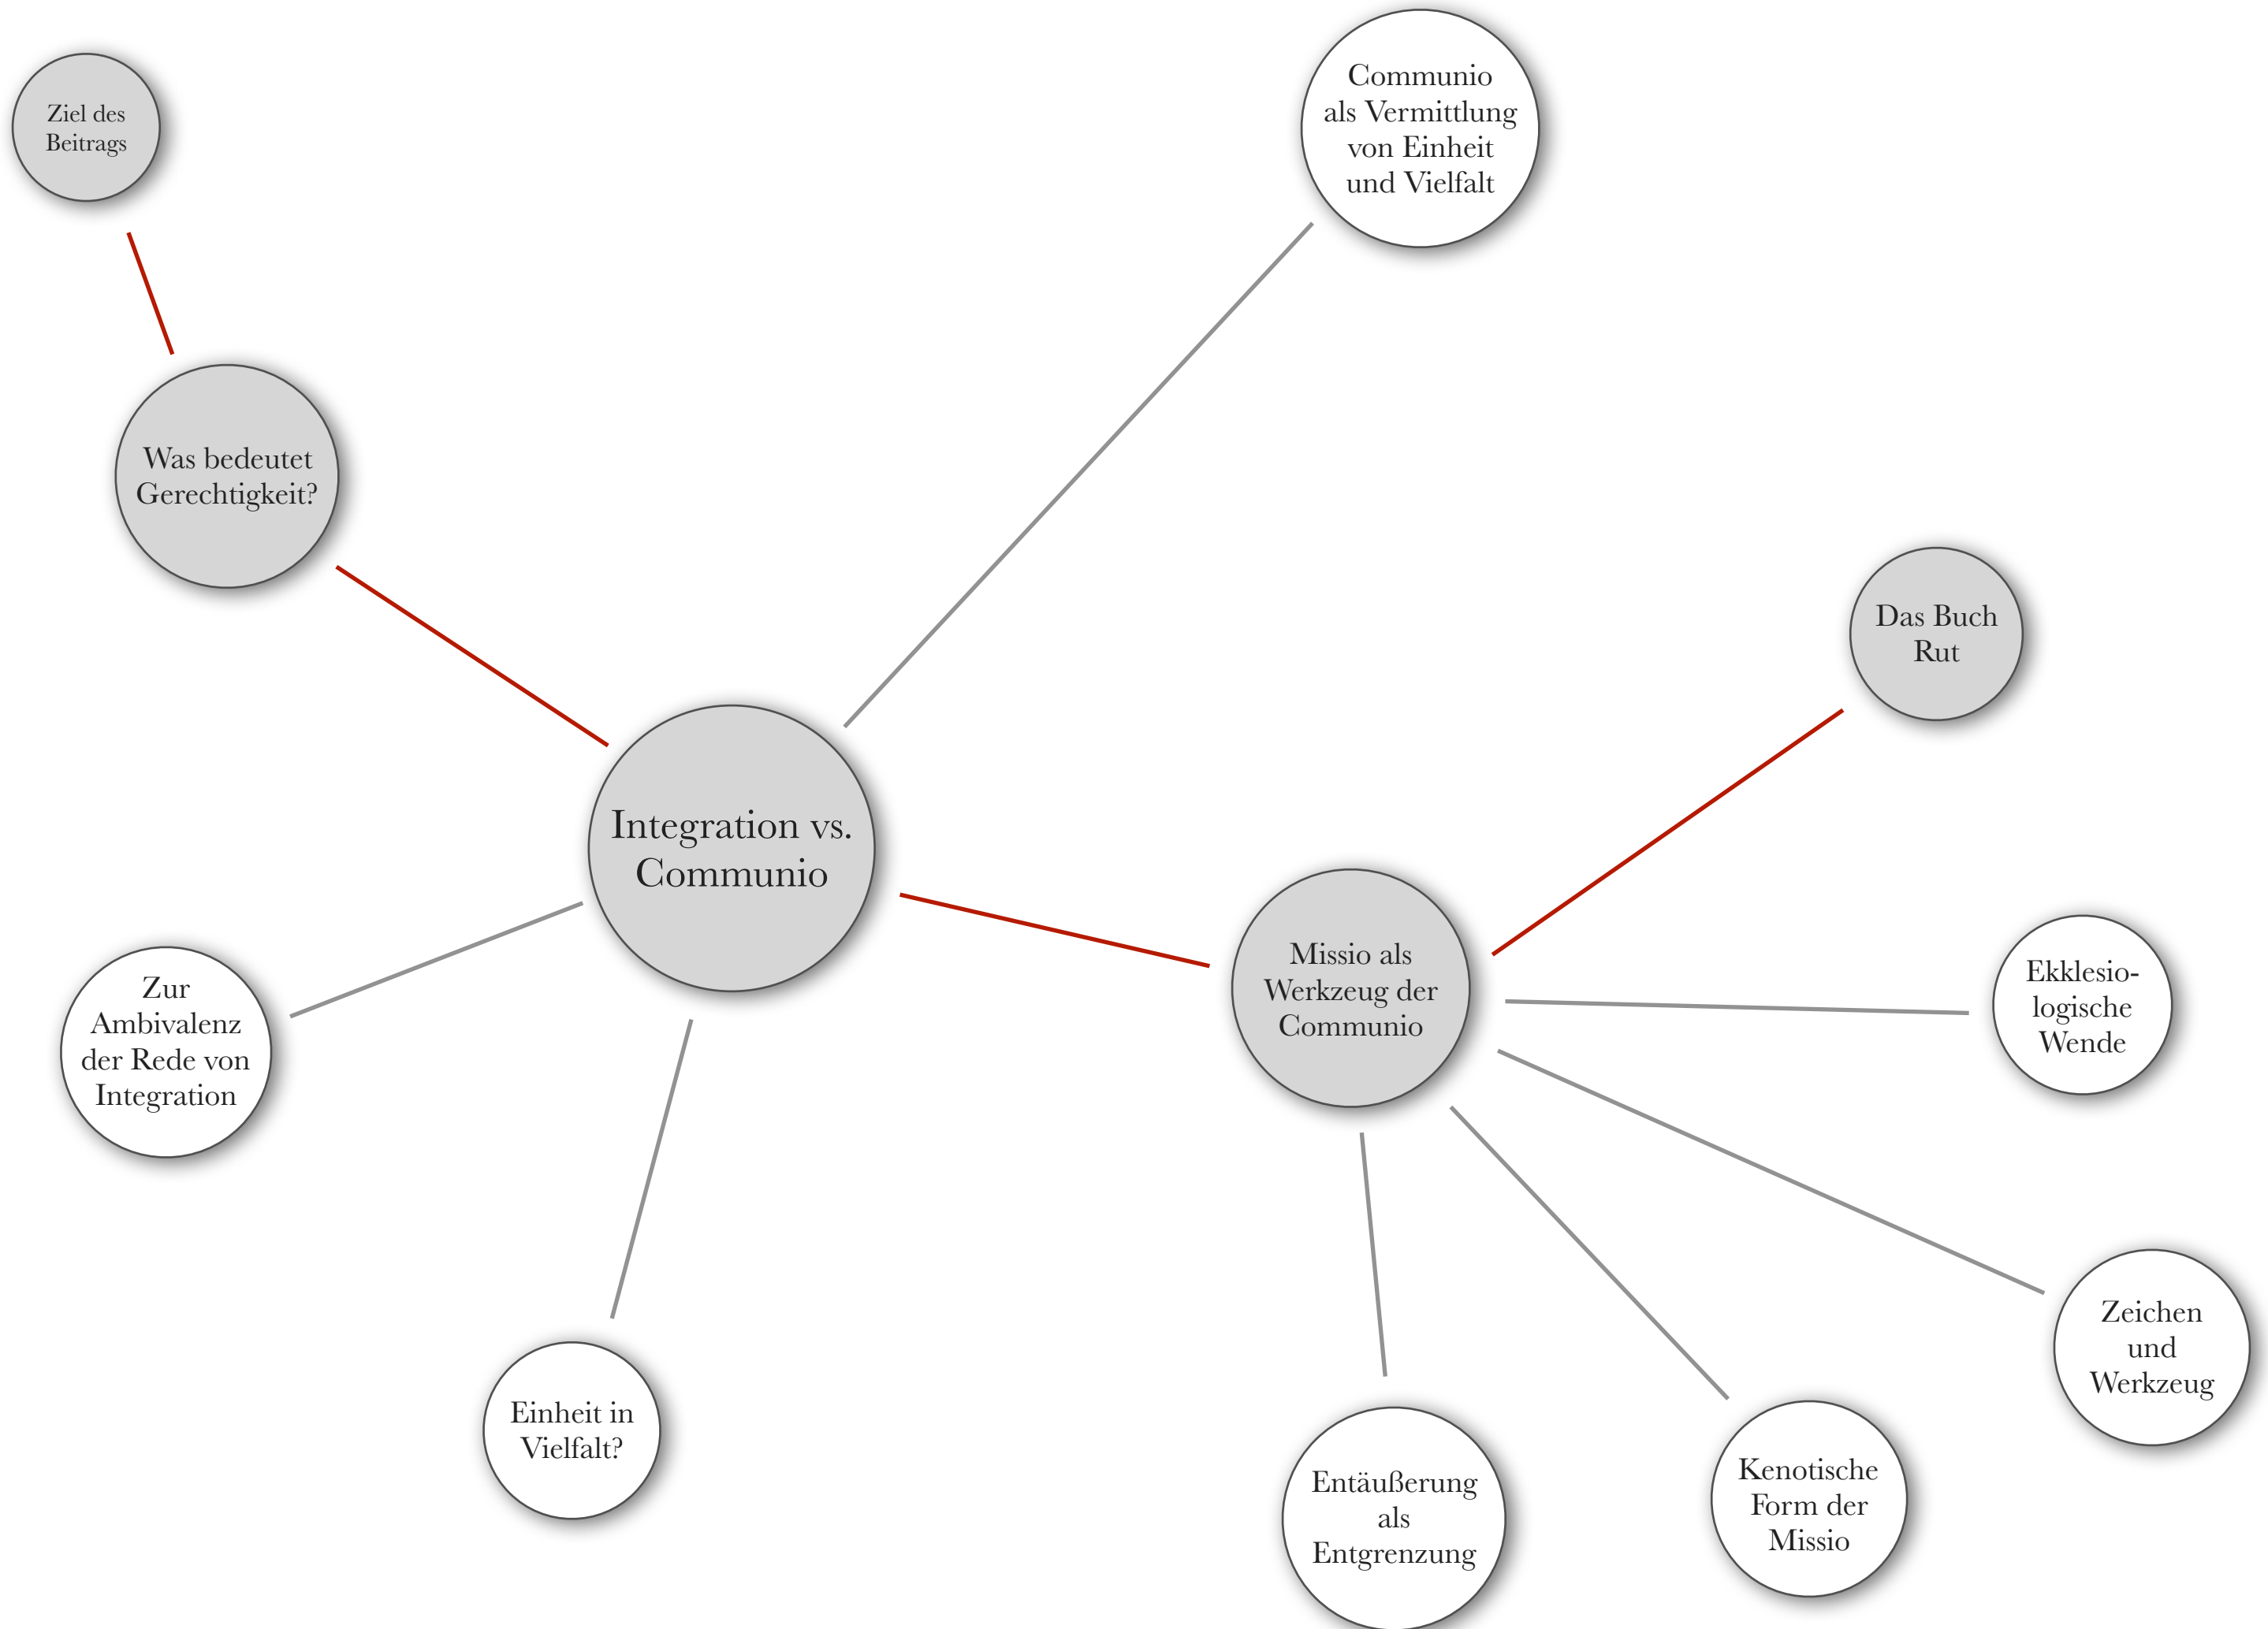 Ziel des
Beitrags
Communio
als Vermittlung
von Einheit
und Vielfalt
Was bedeutet
Gerechtigkeit?
Das Buch
Rut
Integration vs.
Communio
Missio als
Werkzeug der
Communio
Ekklesio-
logische
Wende
Zur
Ambivalenz
der Rede von
Integration
Zeichen
und
Werkzeug
Einheit in
Vielfalt?
Kenotische
Form der
Missio
Entäußerung
als
Entgrenzung